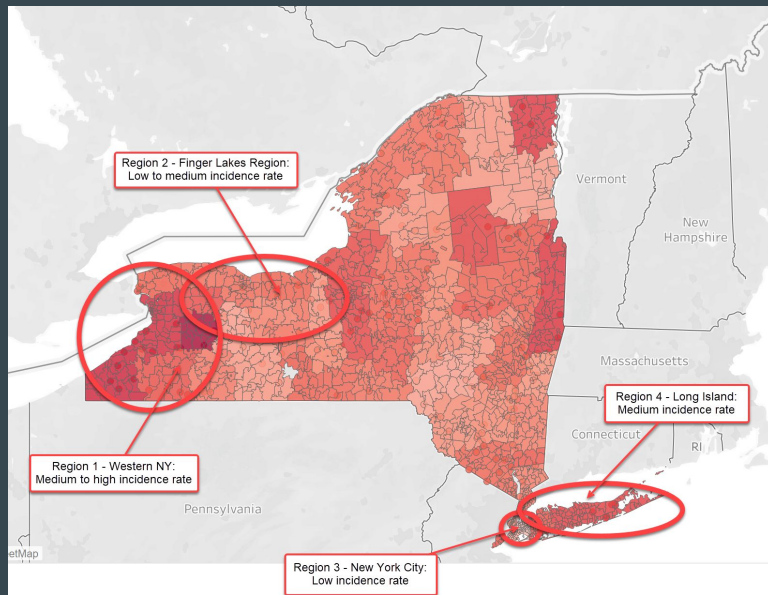 Region 2 - Finger Lakes Region:
Low to medium incidence rate
Vermont
New
Hampshire
Massachusetts
Region 4 - Long Island:
Medium incidence rate
Connecticut
RI
Region 1 - Western NY:
Medium to high incidence rate
Pennsylvania
etMap
Region 3 - New York City:
Low incidence rate